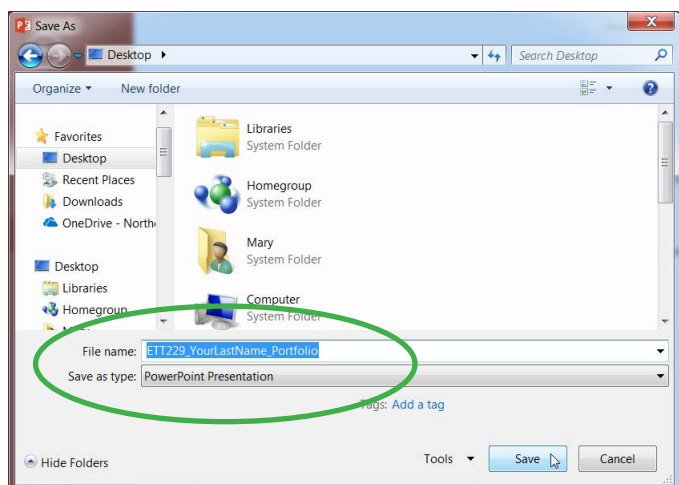 Save As
Desktop
Search Desktop
Organize New folder
Favorites
Desktop
Recent Places
Downloads
OneDrive - North
Desktop
Libraries
Homegroup
Libraries
System Folder
Homegroup
System Folder
Mary
System Folder
Computer
System Folder
File name: ETT229_YourLastName_Portfolio
Save as type: PowerPoint Presentation
Tags: Add a tag
Hide Folders
Tools Save Cancel